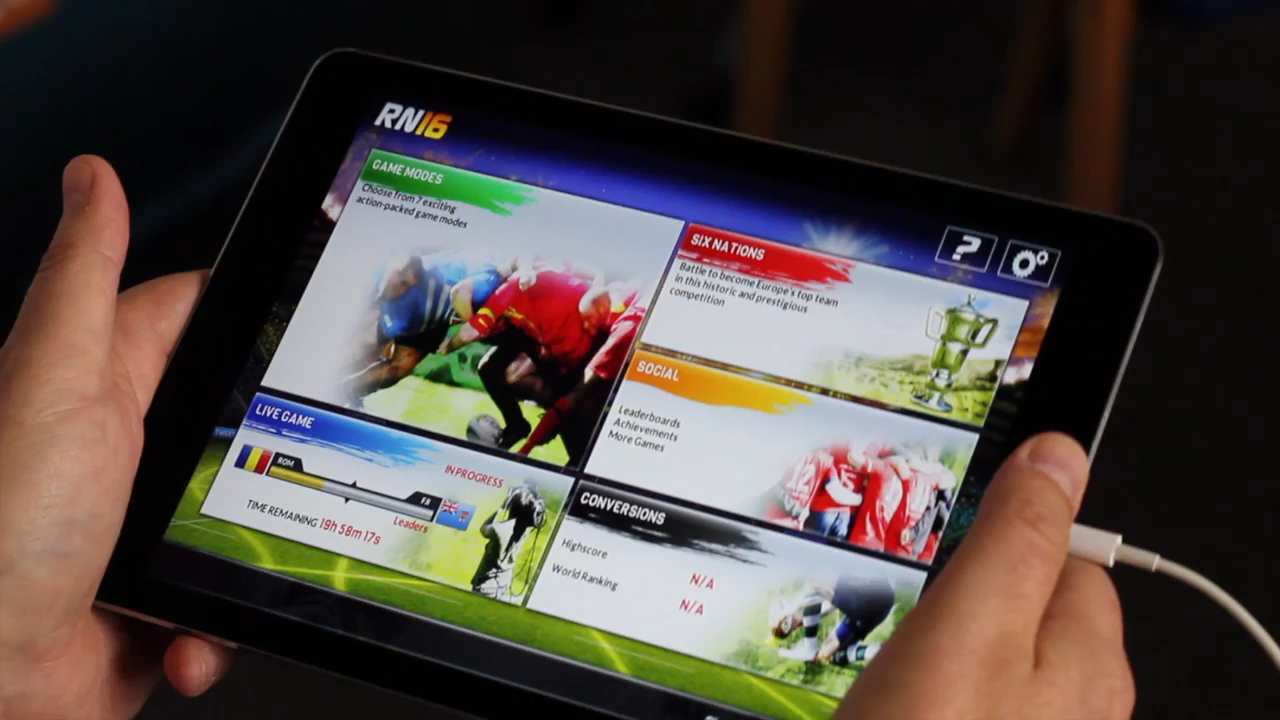 RN16
GAME MODES
Choose from 7 exciting
action-packed game modes
SIX NATIONS
Battle to become Europe's top team
in this historic and prestigious
competition
SOCIAL
Leaderboards
Achievements
More Games
LIVE GAME
IN PROGRESS
ROM
FIJI
Leaders
TIME REMAINING 19h 58m 17s
CONVERSIONS
Highscore N/A
World Ranking N/A